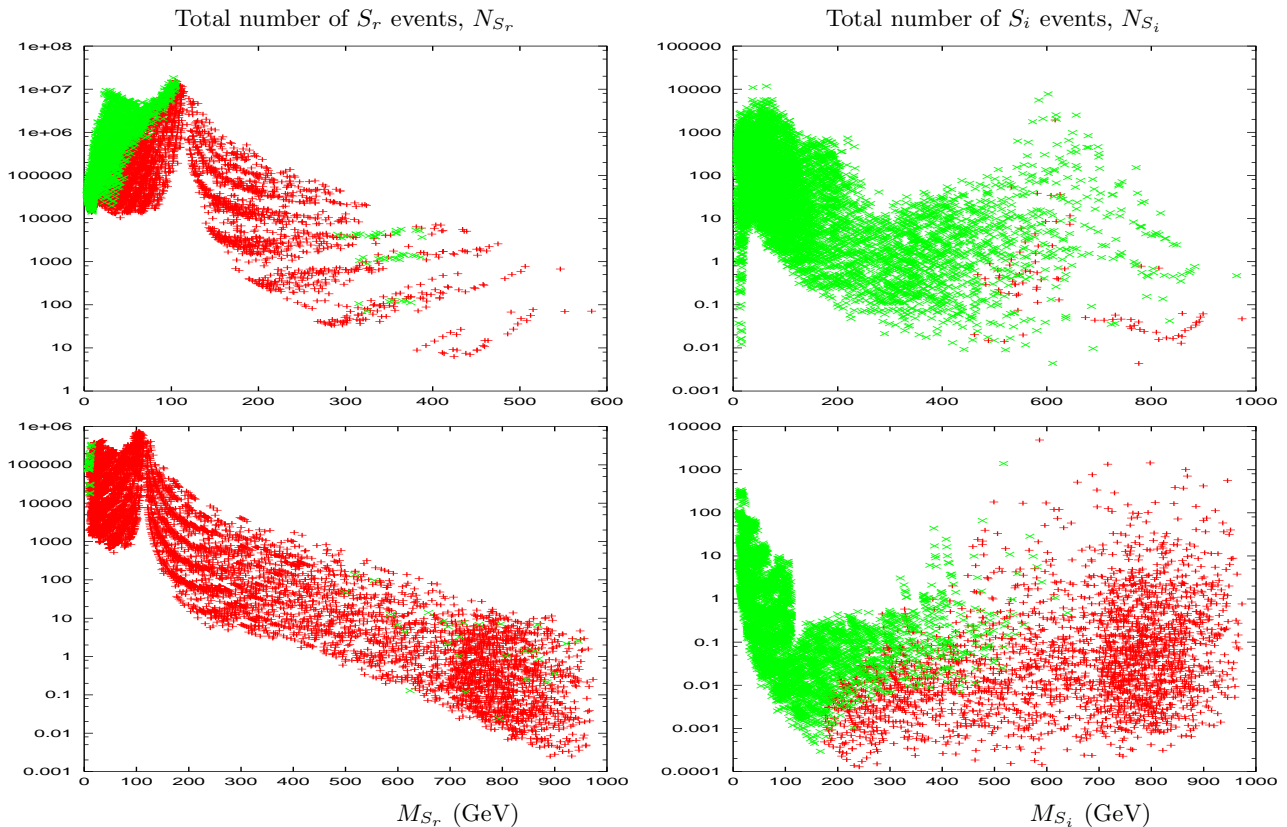 Total number of S_r events, N_{S_r}
Total number of S_i events, N_{S_i}
1e+08
1e+07
1e+06
100000
10000
1000
100
10
1
0 100 200 300 400 500 600
100000
1000
100
10
1
0.1
0.01
0.001
0 200 400 600 800 1000
1e+06
100000
10000
1000
100
10
1
0.1
0.01
0.001
0 100 200 300 400 500 600 700 800 900 1000
M_{S_r} (GeV)
10000
1000
100
10
1
0.1
0.01
0.001
0.0001
0 100 200 300 400 500 600 700 800 900 1000
M_{S_i} (GeV)